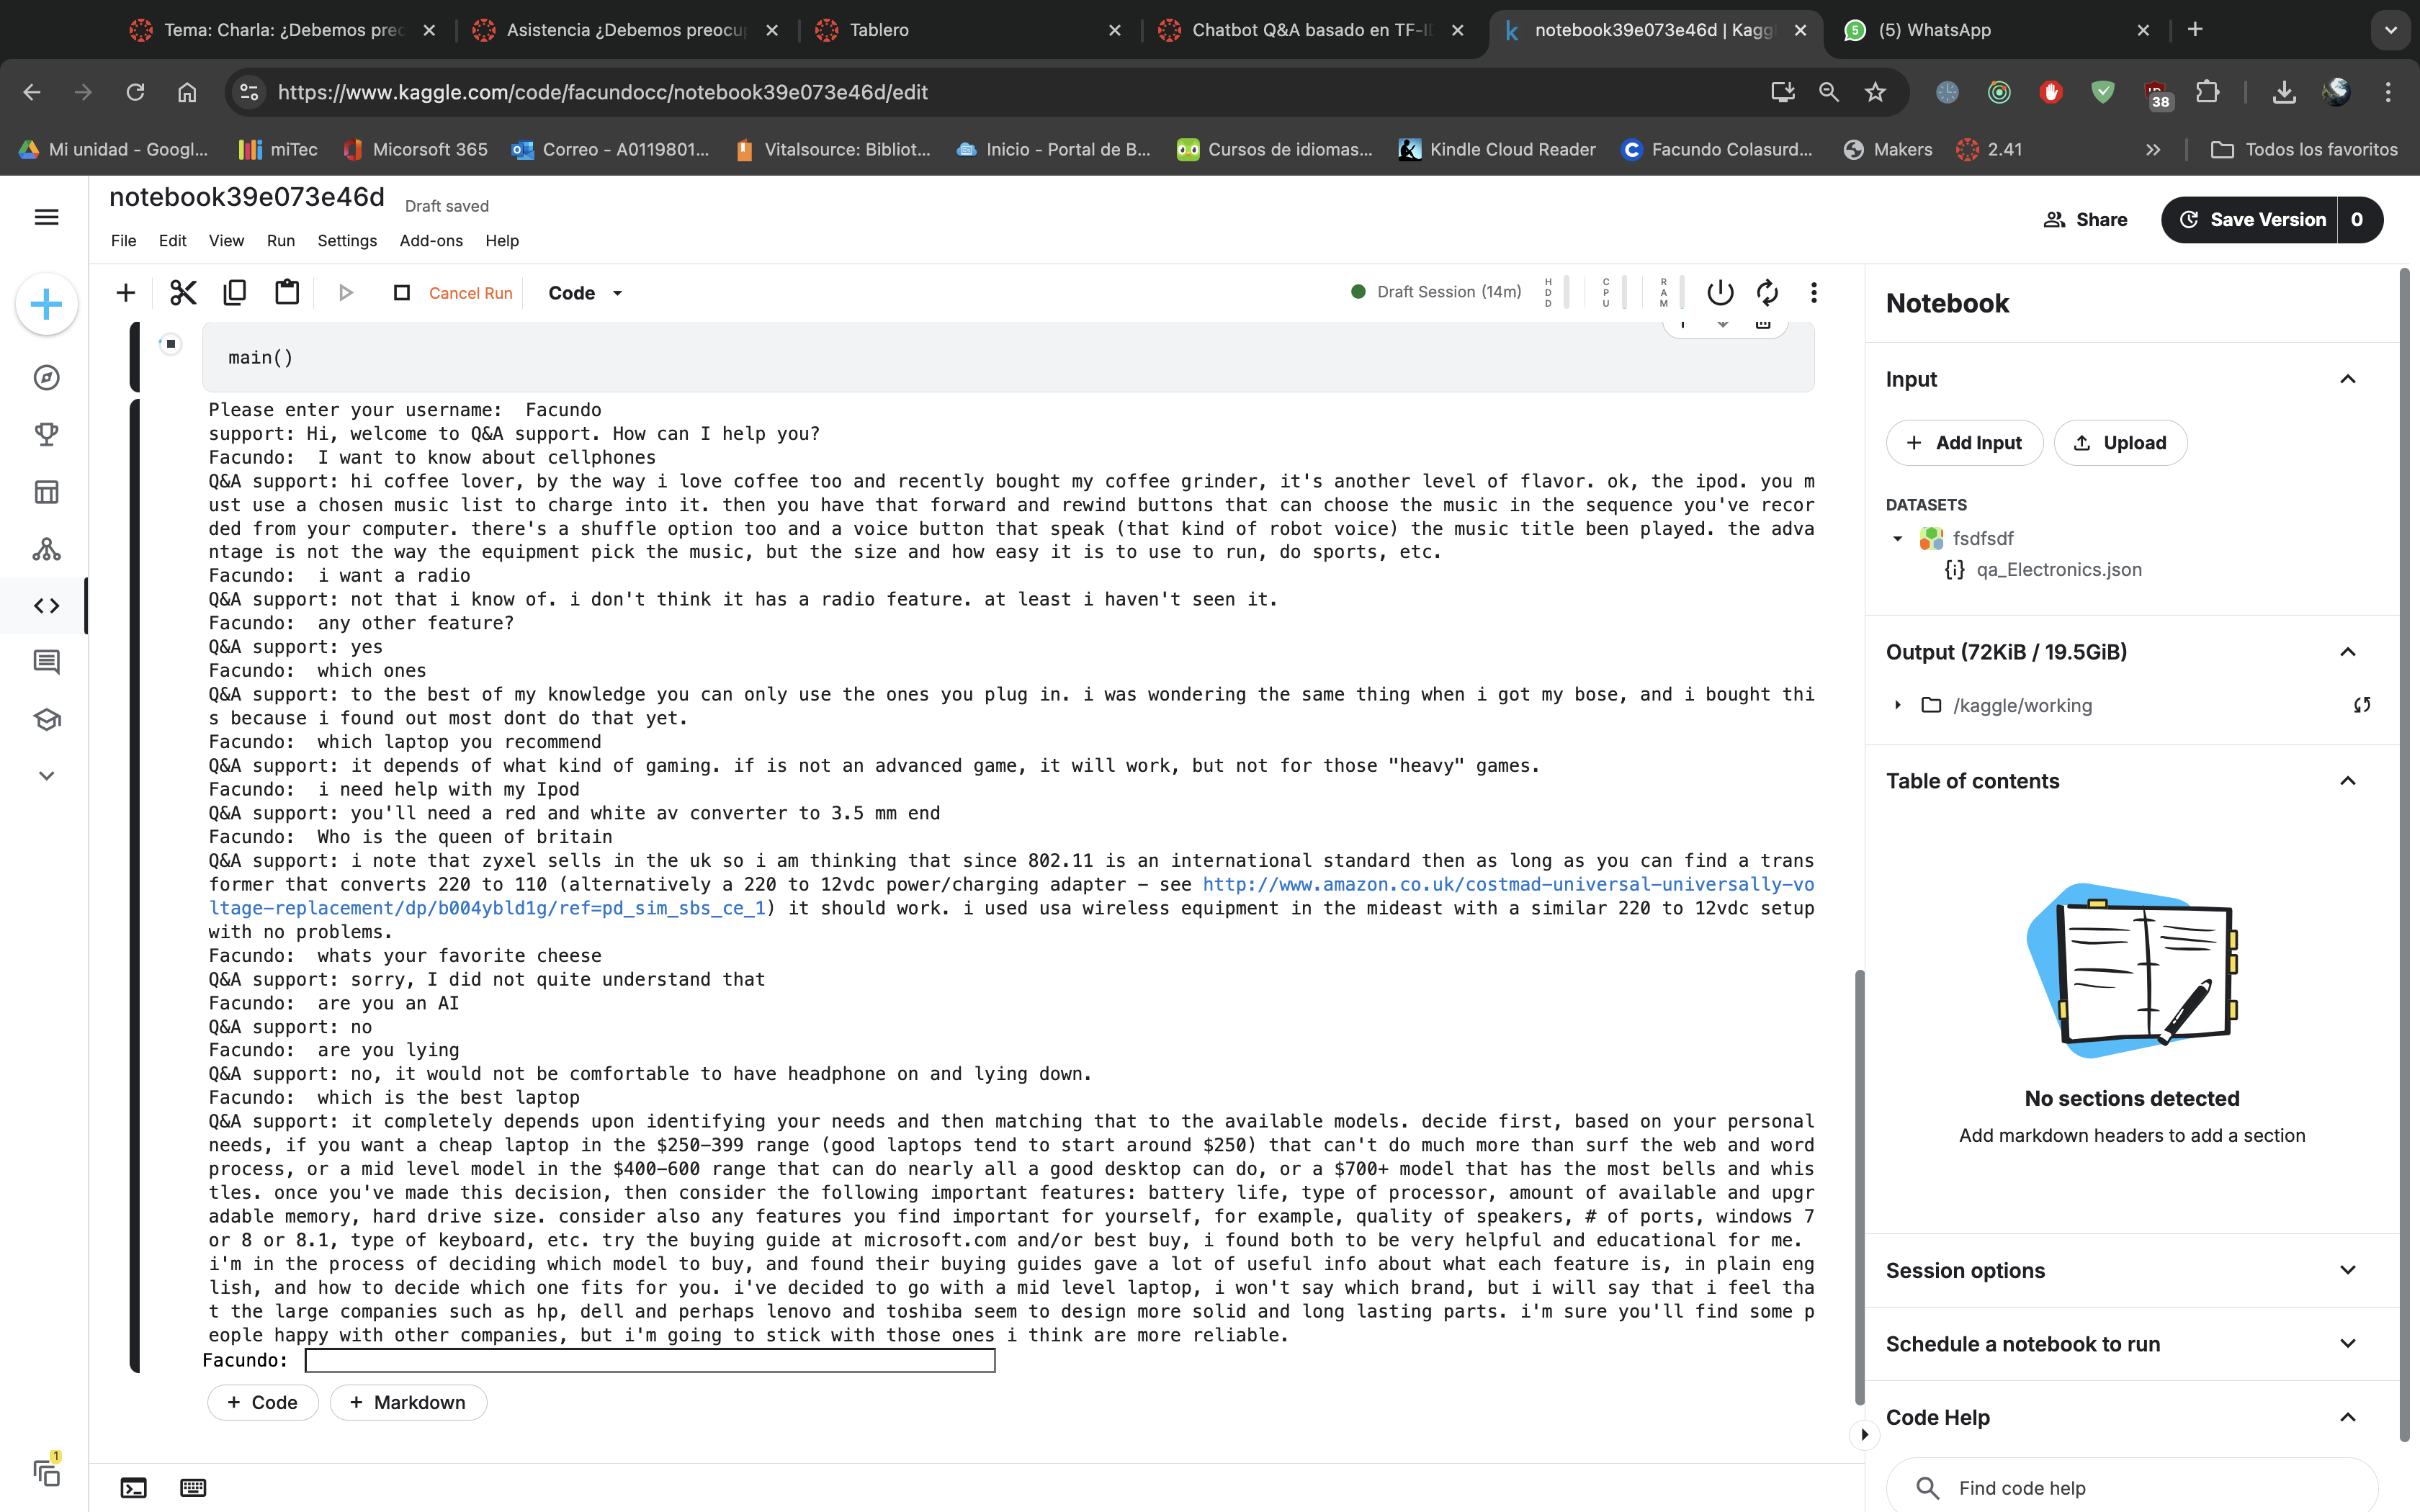 Tema: Charla: ¿Debemos pre
Asistencia ¿Debemos preocu
Tablero
Chatbot Q&A basado en TF-I
notebook39e073e46d | Kagg
(5) WhatsApp
https://www.kaggle.com/code/facundocc/notebook39e073e46d/edit
38
Mi unidad - Googl...
miTec
Micorsoft 365
Correo - A0119801...
Vitalsource: Bibliot...
Inicio - Portal de B...
Cursos de idiomas...
Kindle Cloud Reader
Facundo Colasurd...
Makers
2.41
Todos los favoritos
notebook39e073e46d
Draft saved
File Edit View Run Settings Add-ons Help
Share
Save Version 0
Cancel Run
Code
Draft Session (14m)
HDD
CPU
RAM
main()
Please enter your username:  Facundo
support: Hi, welcome to Q&A support. How can I help you?
Facundo:  I want to know about cellphones
Q&A support: hi coffee lover, by the way i love coffee too and recently bought my coffee grinder, it's another level of flavor. ok, the ipod. you m
ust use a chosen music list to charge into it. then you have that forward and rewind buttons that can choose the music in the sequence you've recor
ded from your computer. there's a shuffle option too and a voice button that speak (that kind of robot voice) the music title been played. the adva
ntage is not the way the equipment pick the music, but the size and how easy it is to use to run, do sports, etc.
Facundo:  i want a radio
Q&A support: not that i know of. i don't think it has a radio feature. at least i haven't seen it.
Facundo:  any other feature?
Q&A support: yes
Facundo:  which ones
Q&A support: to the best of my knowledge you can only use the ones you plug in. i was wondering the same thing when i got my bose, and i bought thi
s because i found out most dont do that yet.
Facundo:  which laptop you recommend
Q&A support: it depends of what kind of gaming. if is not an advanced game, it will work, but not for those "heavy" games.
Facundo:  i need help with my Ipod
Q&A support: you'll need a red and white av converter to 3.5 mm end
Facundo:  Who is the queen of britain
Q&A support: i note that zyxel sells in the uk so i am thinking that since 802.11 is an international standard then as long as you can find a trans
former that converts 220 to 110 (alternatively a 220 to 12vdc power/charging adapter – see http://www.amazon.co.uk/costmad-universal-universally-vo
ltage-replacement/dp/b004ybld1g/ref=pd_sim_sbs_ce_1) it should work. i used usa wireless equipment in the mideast with a similar 220 to 12vdc setup
with no problems.
Facundo:  whats your favorite cheese
Q&A support: sorry, I did not quite understand that
Facundo:  are you an AI
Q&A support: no
Facundo:  are you lying
Q&A support: no, it would not be comfortable to have headphone on and lying down.
Facundo:  which is the best laptop
Q&A support: it completely depends upon identifying your needs and then matching that to the available models. decide first, based on your personal
needs, if you want a cheap laptop in the $250–399 range (good laptops tend to start around $250) that can't do much more than surf the web and word
process, or a mid level model in the $400–600 range that can do nearly all a good desktop can do, or a $700+ model that has the most bells and whis
tles. once you've made this decision, then consider the following important features: battery life, type of processor, amount of available and upgr
adable memory, hard drive size. consider also any features you find important for yourself, for example, quality of speakers, # of ports, windows 7
or 8 or 8.1, type of keyboard, etc. try the buying guide at microsoft.com and/or best buy, i found both to be very helpful and educational for me.
i'm in the process of deciding which model to buy, and found their buying guides gave a lot of useful info about what each feature is, in plain eng
lish, and how to decide which one fits for you. i've decided to go with a mid level laptop, i won't say which brand, but i will say that i feel tha
t the large companies such as hp, dell and perhaps lenovo and toshiba seem to design more solid and long lasting parts. i'm sure you'll find some p
eople happy with other companies, but i'm going to stick with those ones i think are more reliable.
Facundo:
+ Code
+ Markdown
1
Notebook
Input
+ Add Input
Upload
DATASETS
fsdfsdf
qa_Electronics.json
Output (72KiB / 19.5GiB)
/kaggle/working
Table of contents
No sections detected
Add markdown headers to add a section
Session options
Schedule a notebook to run
Code Help
Find code help